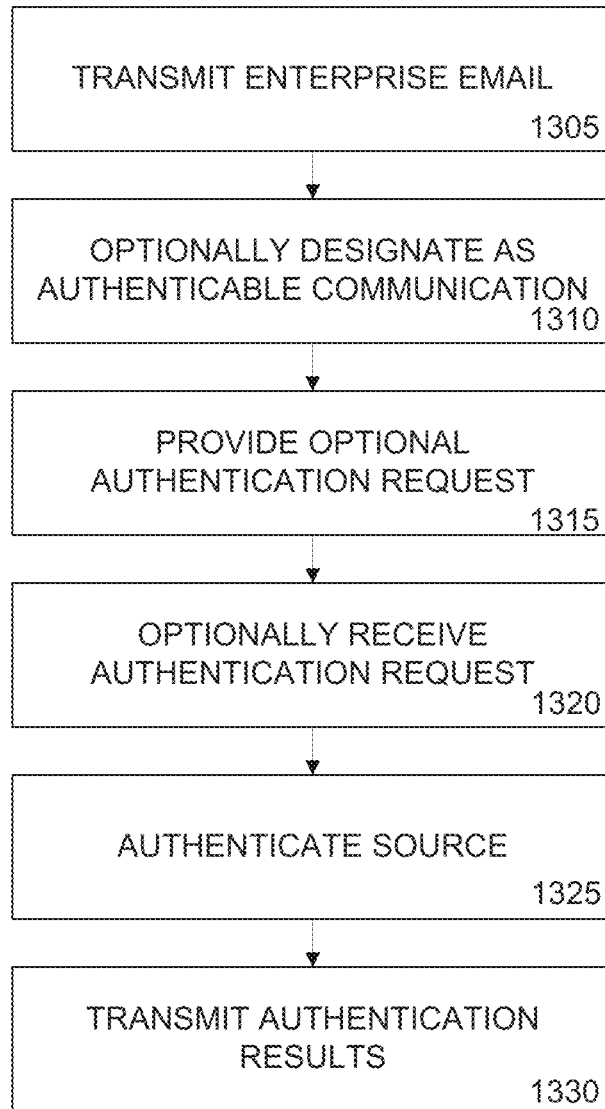 TRANSMIT ENTERPRISE EMAIL
1305
OPTIONALLY DESIGNATE AS
AUTHENTICABLE COMMUNICATION
1310
PROVIDE OPTIONAL
AUTHENTICATION REQUEST
1315
OPTIONALLY RECEIVE
AUTHENTICATION REQUEST
1320
AUTHENTICATE SOURCE
1325
TRANSMIT AUTHENTICATION
RESULTS
1330